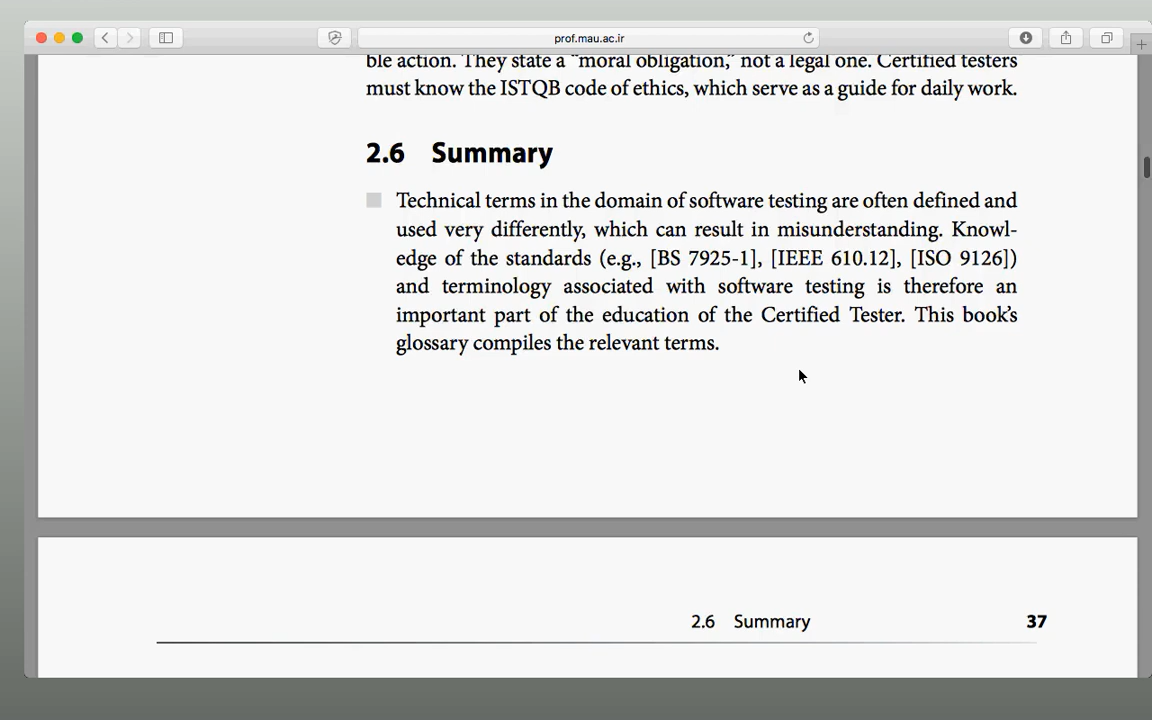 prof.mau.ac.ir
ble action. They state a “moral obligation,” not a legal one. Certified testers
must know the ISTQB code of ethics, which serve as a guide for daily work.
2.6 Summary
Technical terms in the domain of software testing are often defined and
used very differently, which can result in misunderstanding. Knowl-
edge of the standards (e.g., [BS 7925-1], [IEEE 610.12], [ISO 9126])
and terminology associated with software testing is therefore an
important part of the education of the Certified Tester. This book’s
glossary compiles the relevant terms.
2.6 Summary 37